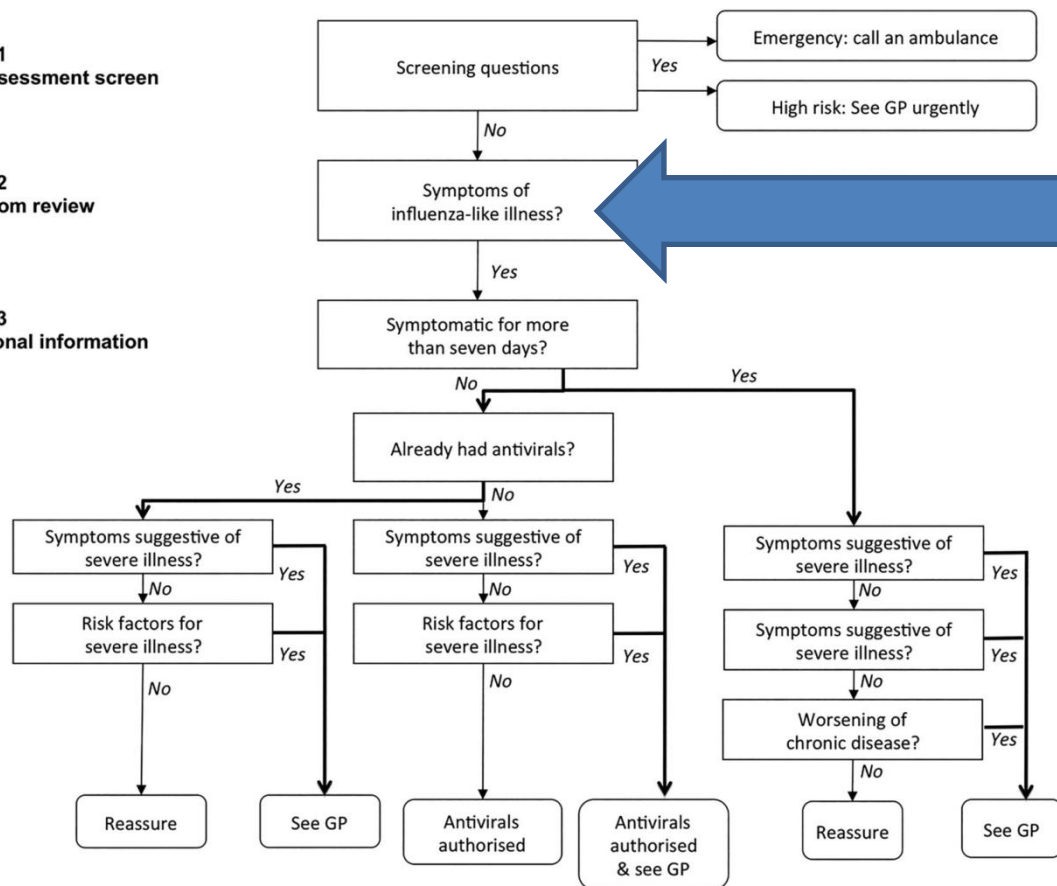 1
sessment screen
Screening questions
Yes
Emergency: call an ambulance
High risk: See GP urgently
No
2
om review
Symptoms of
influenza-like illness?
Yes
3
onal information
Symptomatic for more
than seven days?
No
Yes
Already had antivirals?
Yes
No
Symptoms suggestive of
severe illness?
Yes
No
Risk factors for
severe illness?
Yes
No
Symptoms suggestive of
severe illness?
Yes
No
Risk factors for
severe illness?
Yes
No
Symptoms suggestive of
severe illness?
Yes
No
Symptoms suggestive of
severe illness?
Yes
No
Worsening of
chronic disease?
Yes
No
Reassure
See GP
Antivirals
authorised
Antivirals
authorised
& see GP
Reassure
See GP